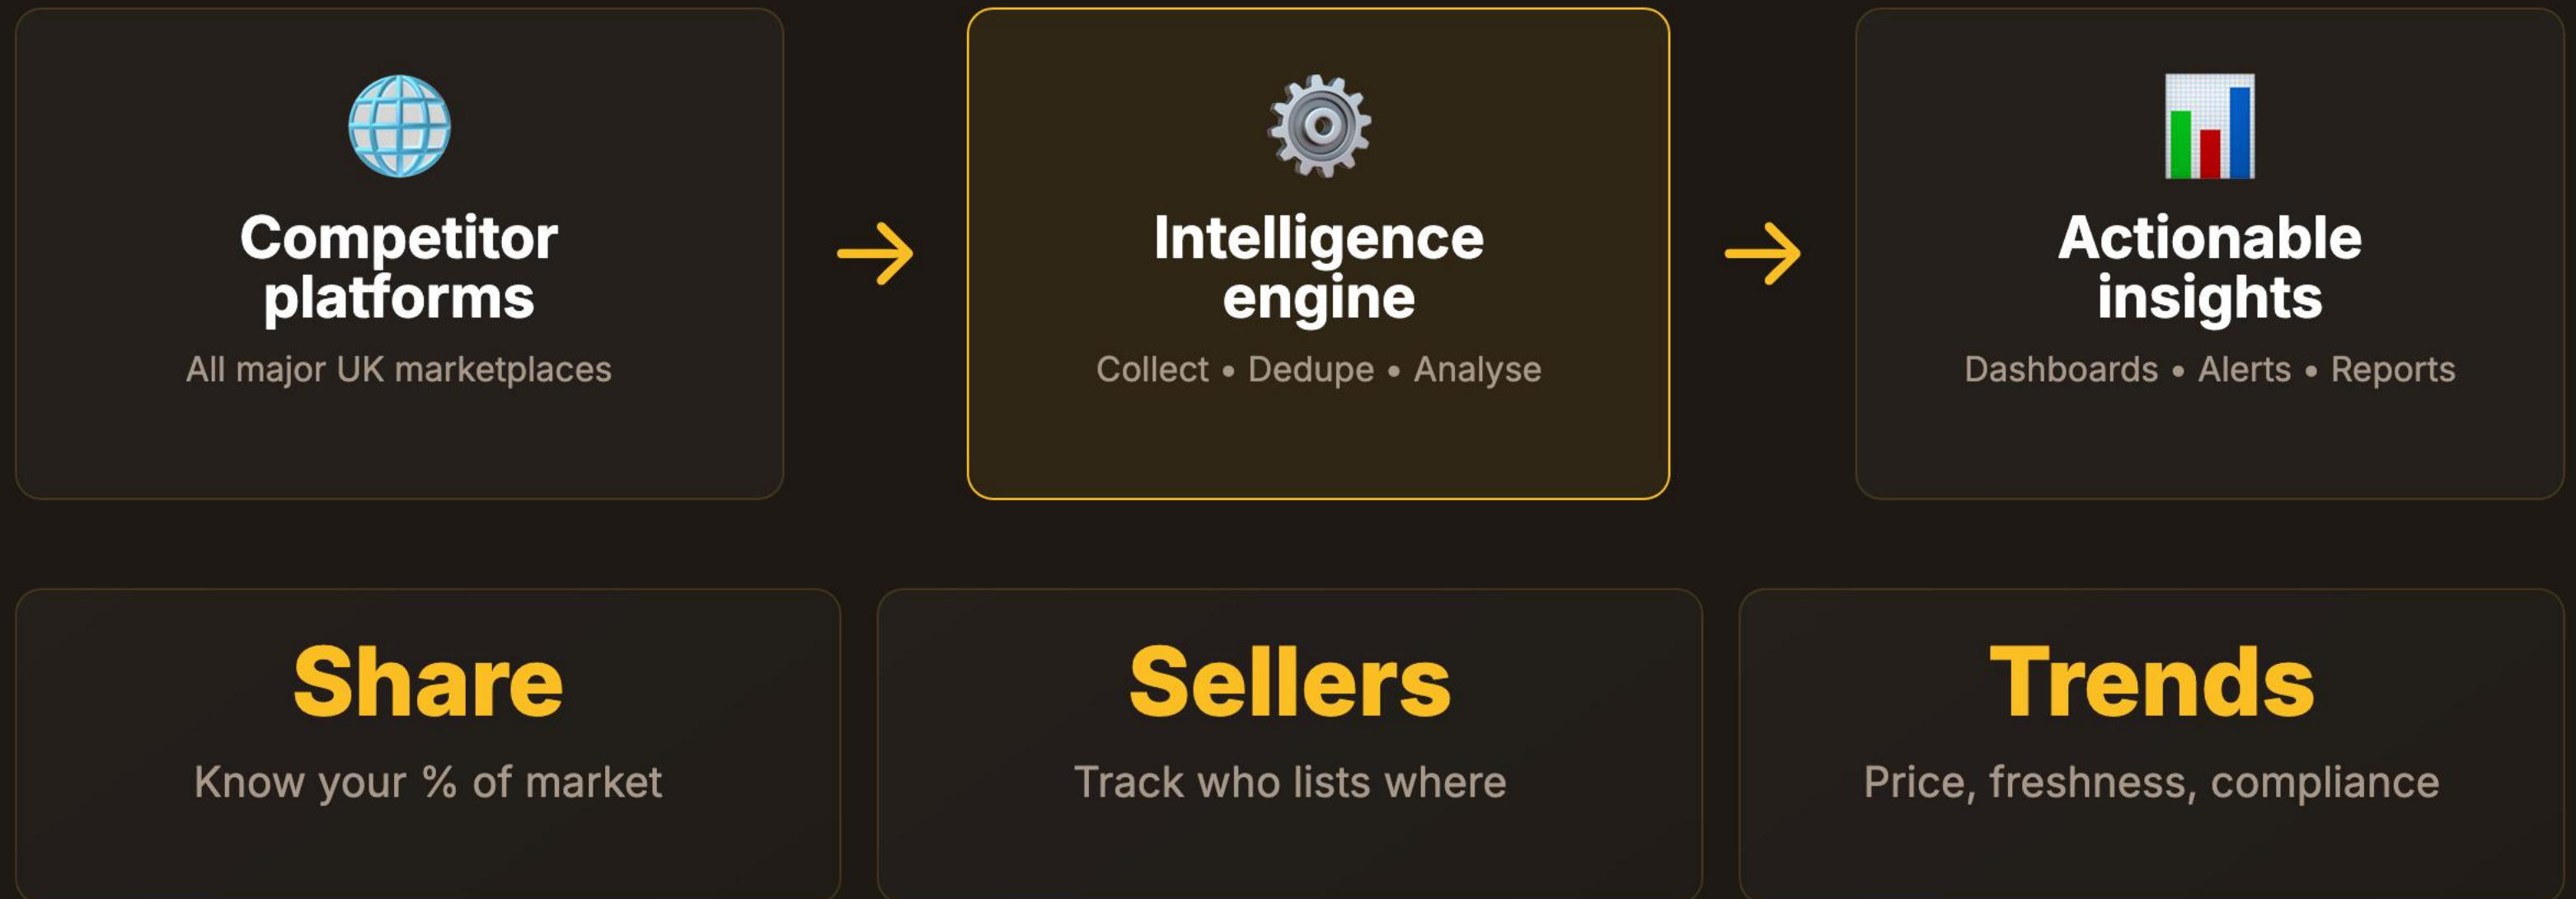 Competitor
platforms
All major UK marketplaces
→
Intelligence
engine
Collect • Dedupe • Analyse
→
Actionable
insights
Dashboards • Alerts • Reports
Share
Know your % of market
Sellers
Track who lists where
Trends
Price, freshness, compliance